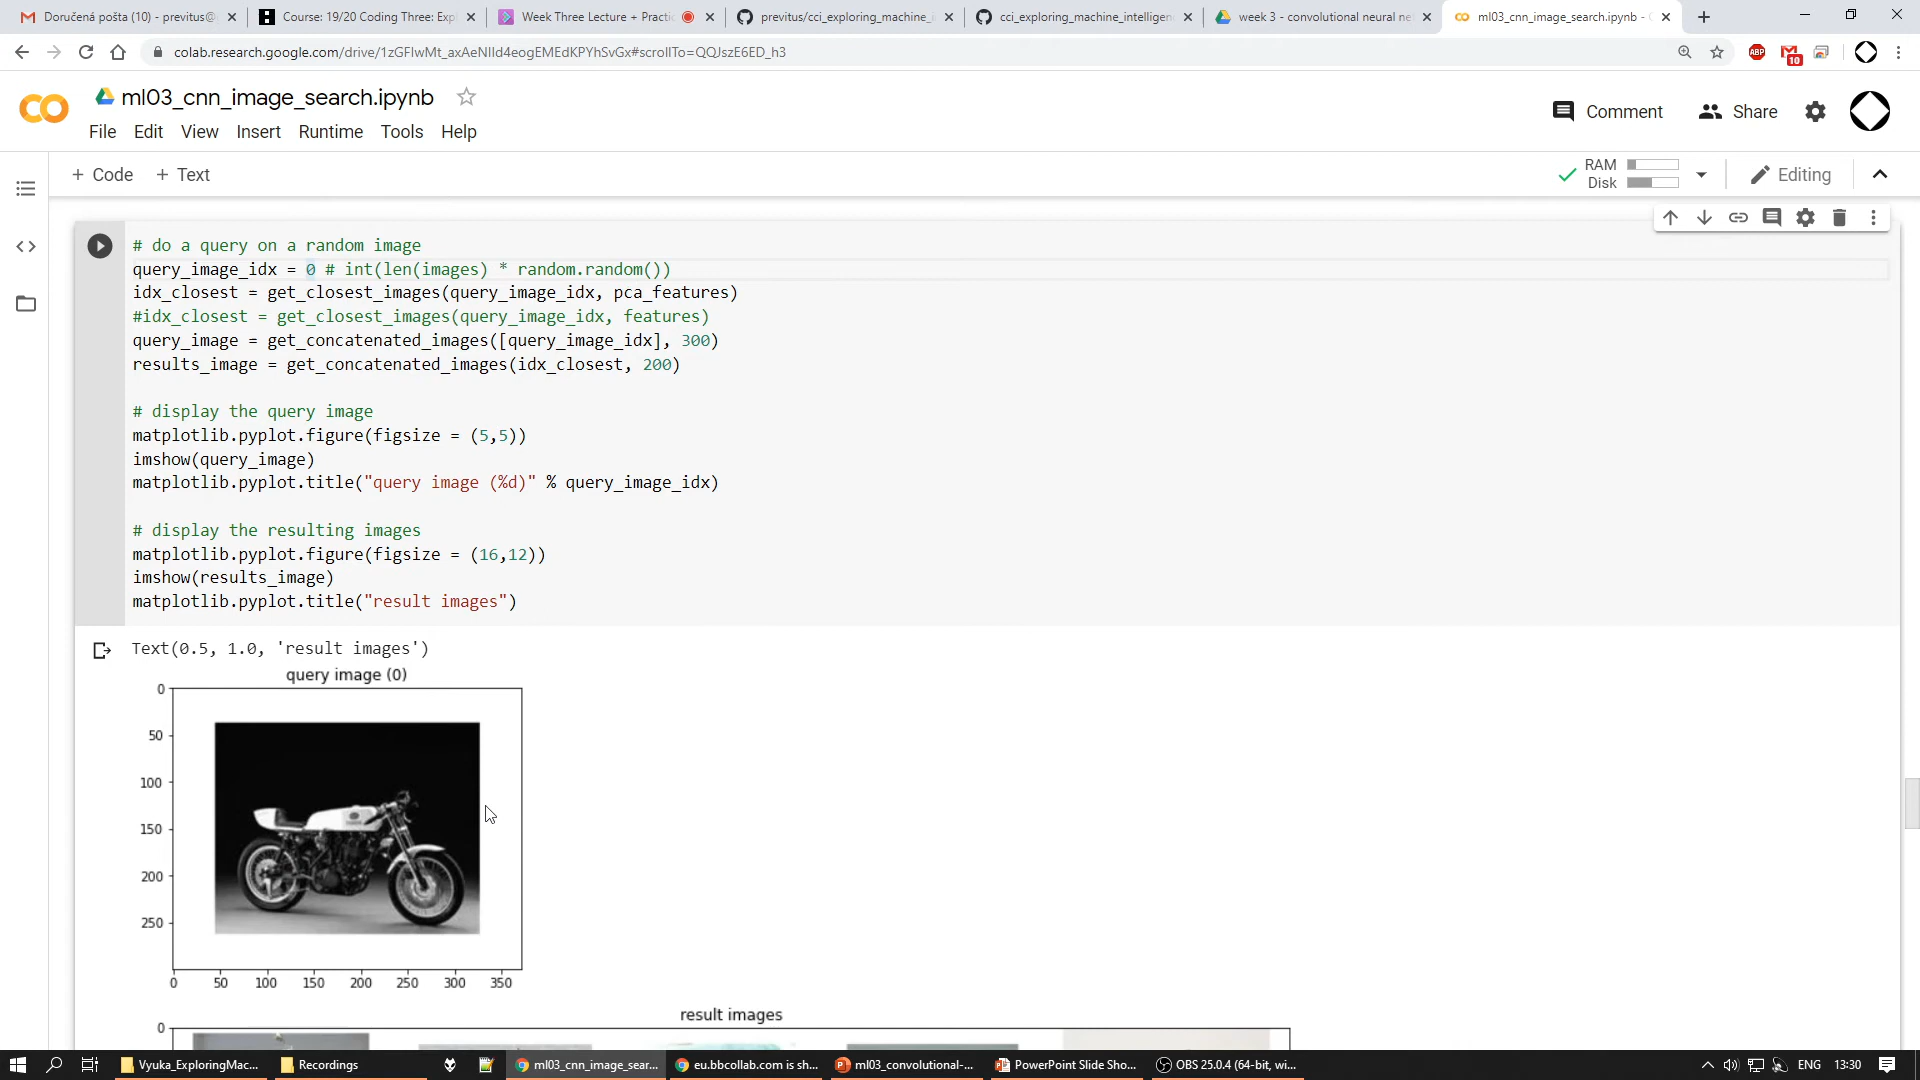 Doručená pošta (10) - previtus@
Course: 19/20 Coding Three: Exp
Week Three Lecture + Practi
previtus/cci_exploring_machine_i
cci_exploring_machine_intelligen
week 3 - convolutional neural ne
ml03_cnn_image_search.ipynb - C
colab.research.google.com/drive/1zGFIwMt_axAeNIId4eogEMEdKPYhSvGx#scrollTo=QQJszE6ED_h3
ABP
10
ml03_cnn_image_search.ipynb
File Edit View Insert Runtime Tools Help
Comment
Share
+ Code + Text
RAM
Disk
Editing
# do a query on a random image
query_image_idx = 0 # int(len(images) * random.random())
idx_closest = get_closest_images(query_image_idx, pca_features)
#idx_closest = get_closest_images(query_image_idx, features)
query_image = get_concatenated_images([query_image_idx], 300)
results_image = get_concatenated_images(idx_closest, 200)
# display the query image
matplotlib.pyplot.figure(figsize = (5,5))
imshow(query_image)
matplotlib.pyplot.title("query image (%d)" % query_image_idx)
# display the resulting images
matplotlib.pyplot.figure(figsize = (16,12))
imshow(results_image)
matplotlib.pyplot.title("result images")
Text(0.5, 1.0, 'result images')
query image (0)
0
50
100
150
200
250
0 50 100 150 200 250 300 350
result images
0
Vyuka_ExploringMac...
Recordings
ml03_cnn_image_sear...
eu.bbcollab.com is sh...
ml03_convolutional-...
PowerPoint Slide Sho...
OBS 25.0.4 (64-bit, wi...
ENG
13:30